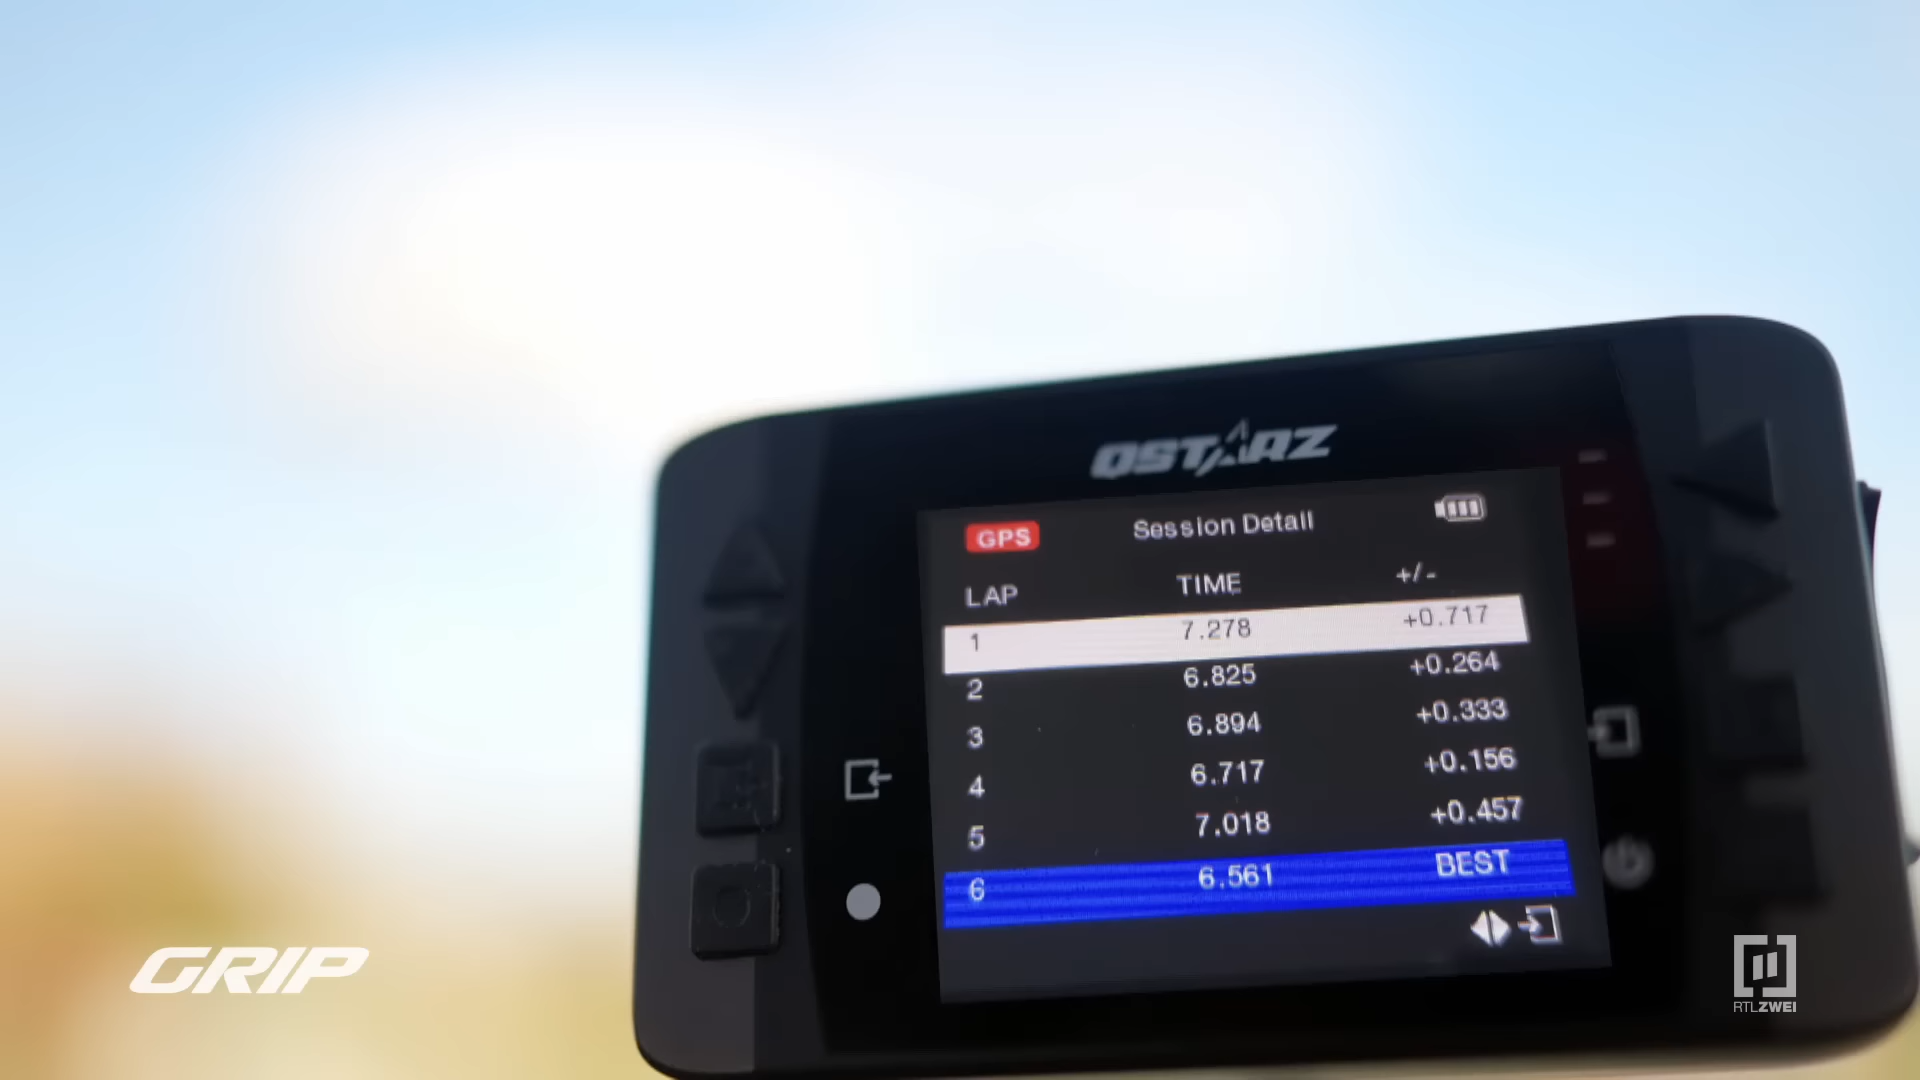 QSTARZ
GPS Session Detail
LAP TIME +/-
1 7.278 +0.717
2 6.825 +0.264
3 6.894 +0.333
4 6.717 +0.156
5 7.018 +0.457
6 6.561 BEST
GRIP
RTLZWEI